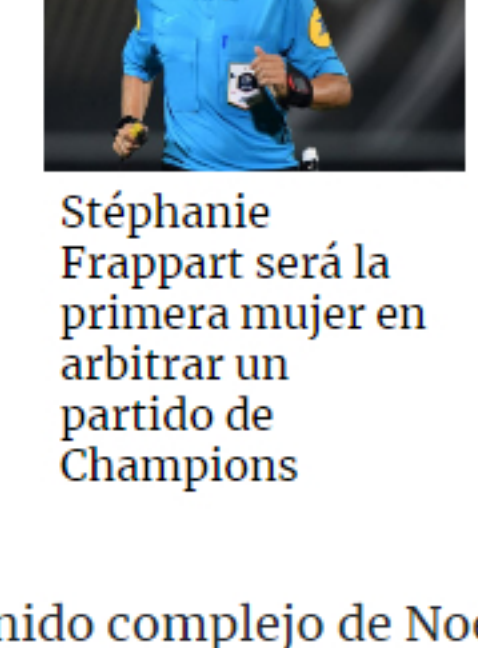 Stéphanie
Frappart será la
primera mujer en
arbitrar un
partido de
Champions
complejo de